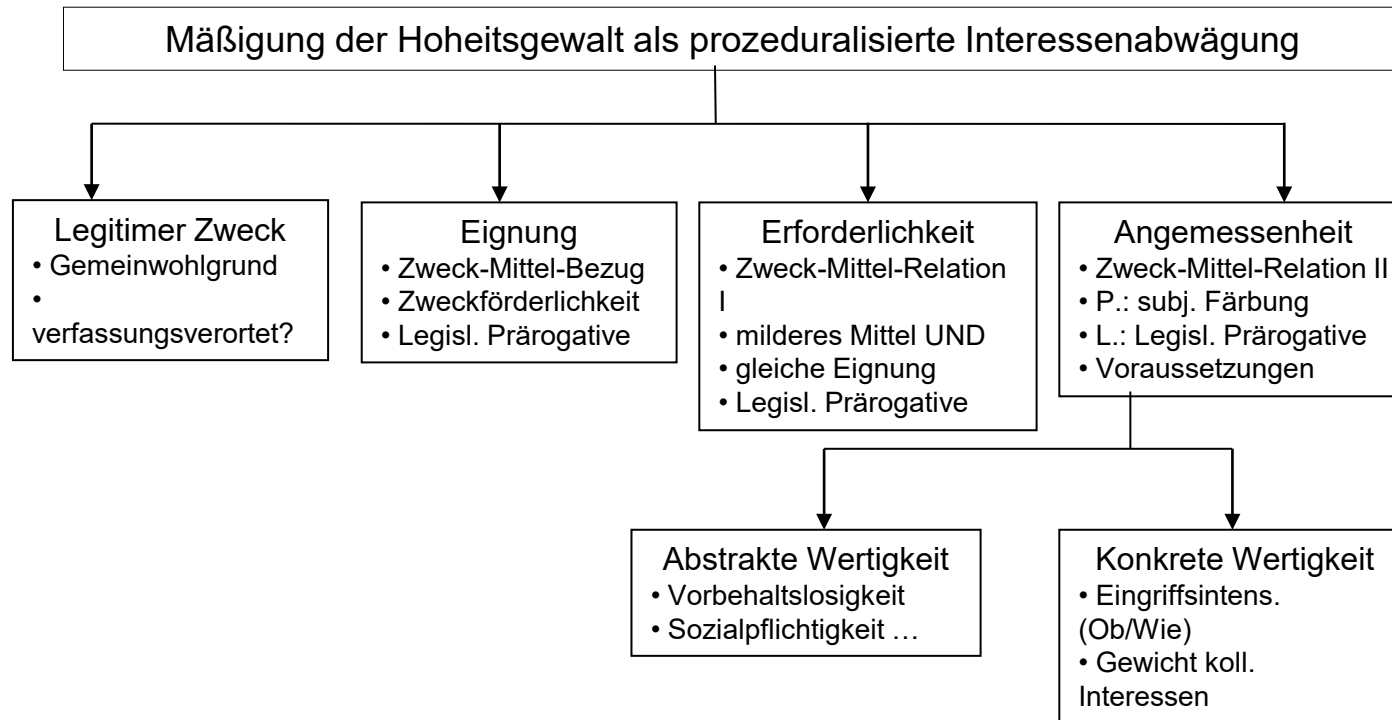 Mäßigung der Hoheitsgewalt als prozeduralisierte Interessenabwägung
Legitimer Zweck
• Gemeinwohlgrund
•
verfassungsverortet?
Eignung
• Zweck-Mittel-Bezug
• Zweckförderlichkeit
• Legisl. Prärogative
Erforderlichkeit
• Zweck-Mittel-Relation
I
• milderes Mittel UND
• gleiche Eignung
• Legisl. Prärogative
Angemessenheit
• Zweck-Mittel-Relation II
• P.: subj. Färbung
• L.: Legisl. Prärogative
• Voraussetzungen
Abstrakte Wertigkeit
• Vorbehaltslosigkeit
• Sozialpflichtigkeit …
Konkrete Wertigkeit
• Eingriffsintens.
(Ob/Wie)
• Gewicht koll.
Interessen